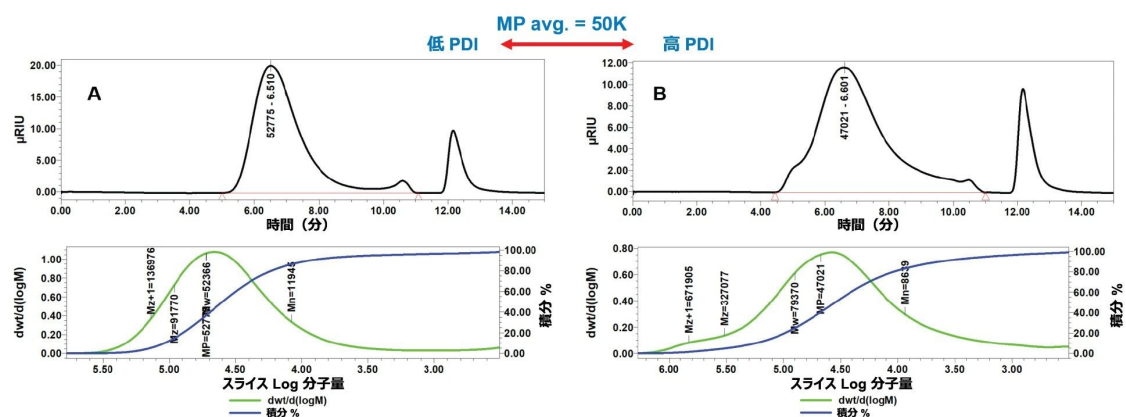 MP avg. = 50K
低 PDI
高 PDI
A
20.00
15.00
10.00
5.00
0.00
µRIU
52775 - 6.510
0.00 2.00 4.00 6.00 8.00 10.00 12.00 14.00
時間（分）
B
12.00
10.00
8.00
6.00
4.00
2.00
0.00
µRIU
47021 - 6.601
0.00 2.00 4.00 6.00 8.00 10.00 12.00 14.00
時間（分）
1.00
0.80
0.60
0.40
0.20
0.00
dwt/d(logM)
Mz+1=136976
Mz=91770
Mw=52366
Mn=11945
100.00
80.00
60.00
40.00
20.00
0.00
積分 %
5.50 5.00 4.50 4.00 3.50 3.00
スライス Log 分子量
dwt/d(logM)
積分 %
0.80
0.60
0.40
0.20
0.00
dwt/d(logM)
Mz+1=671905
Mz=327077
Mw=79370
MP=47021
Mn=8639
100.00
80.00
60.00
40.00
20.00
0.00
積分 %
6.00 5.50 5.00 4.50 4.00 3.50 3.00
スライス Log 分子量
dwt/d(logM)
積分 %